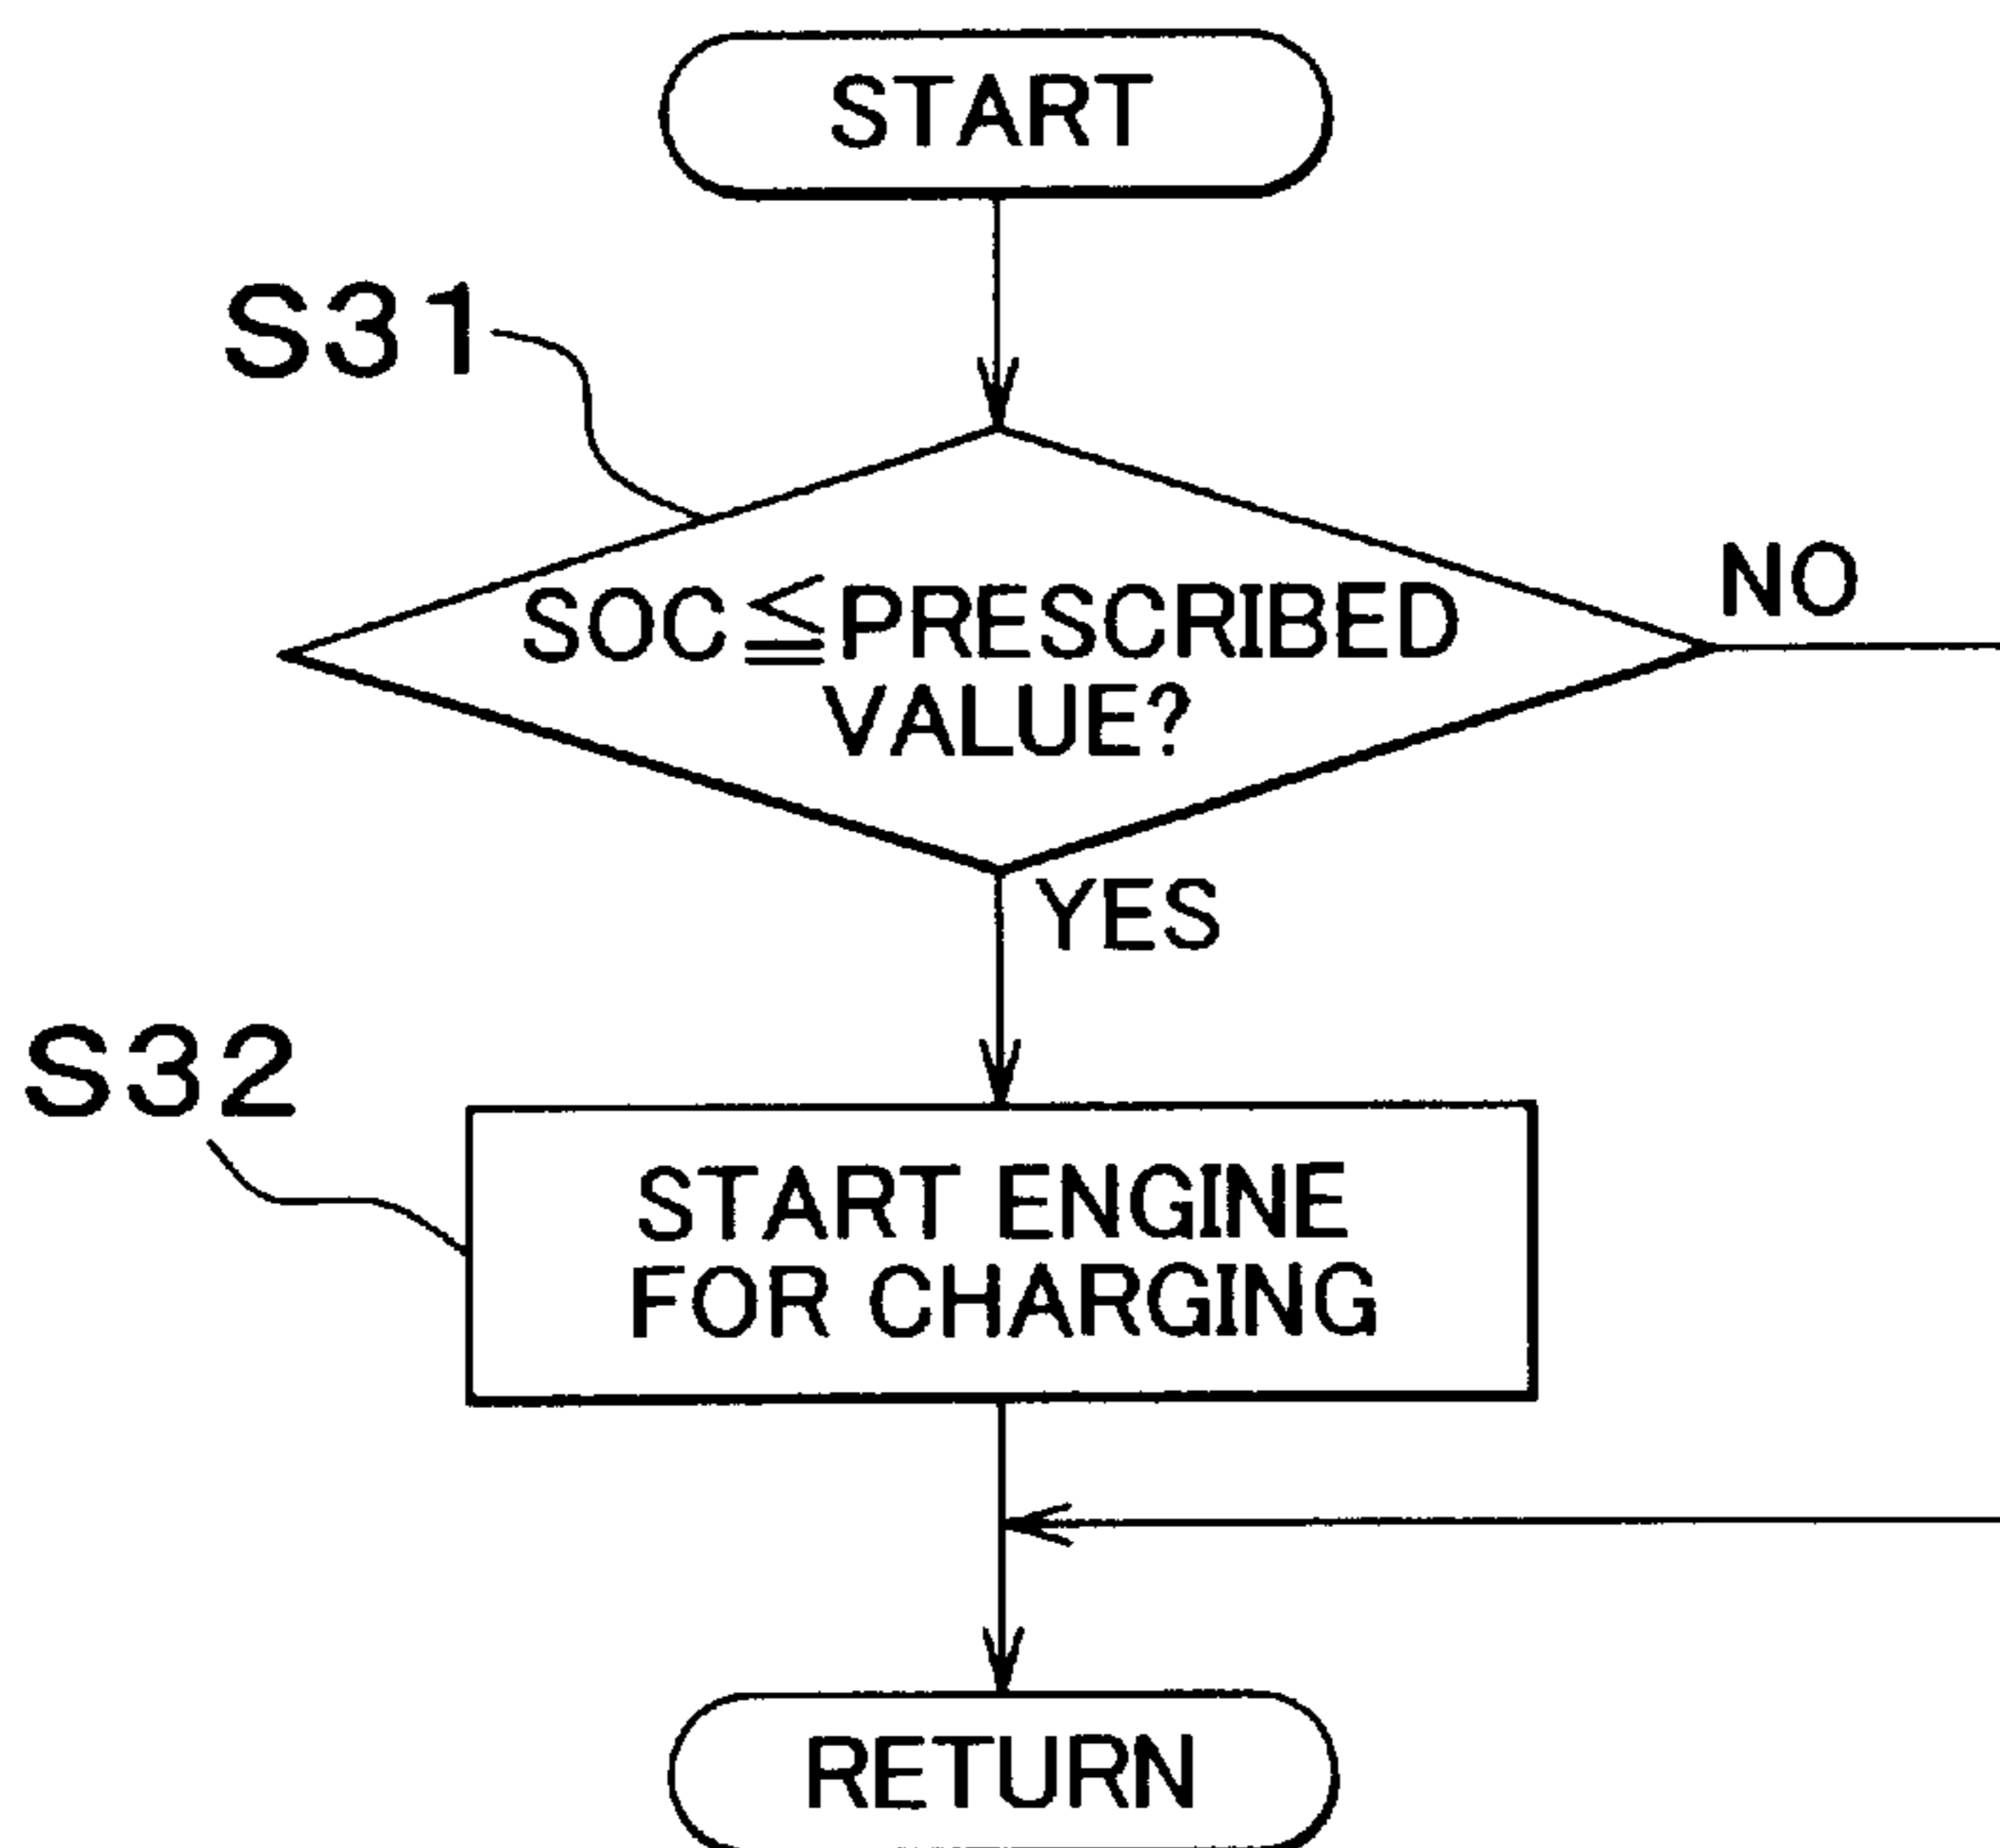 START
S31
SOC≦PRESCRIBED
VALUE?
NO
YES
S32
START ENGINE
FOR CHARGING
RETURN